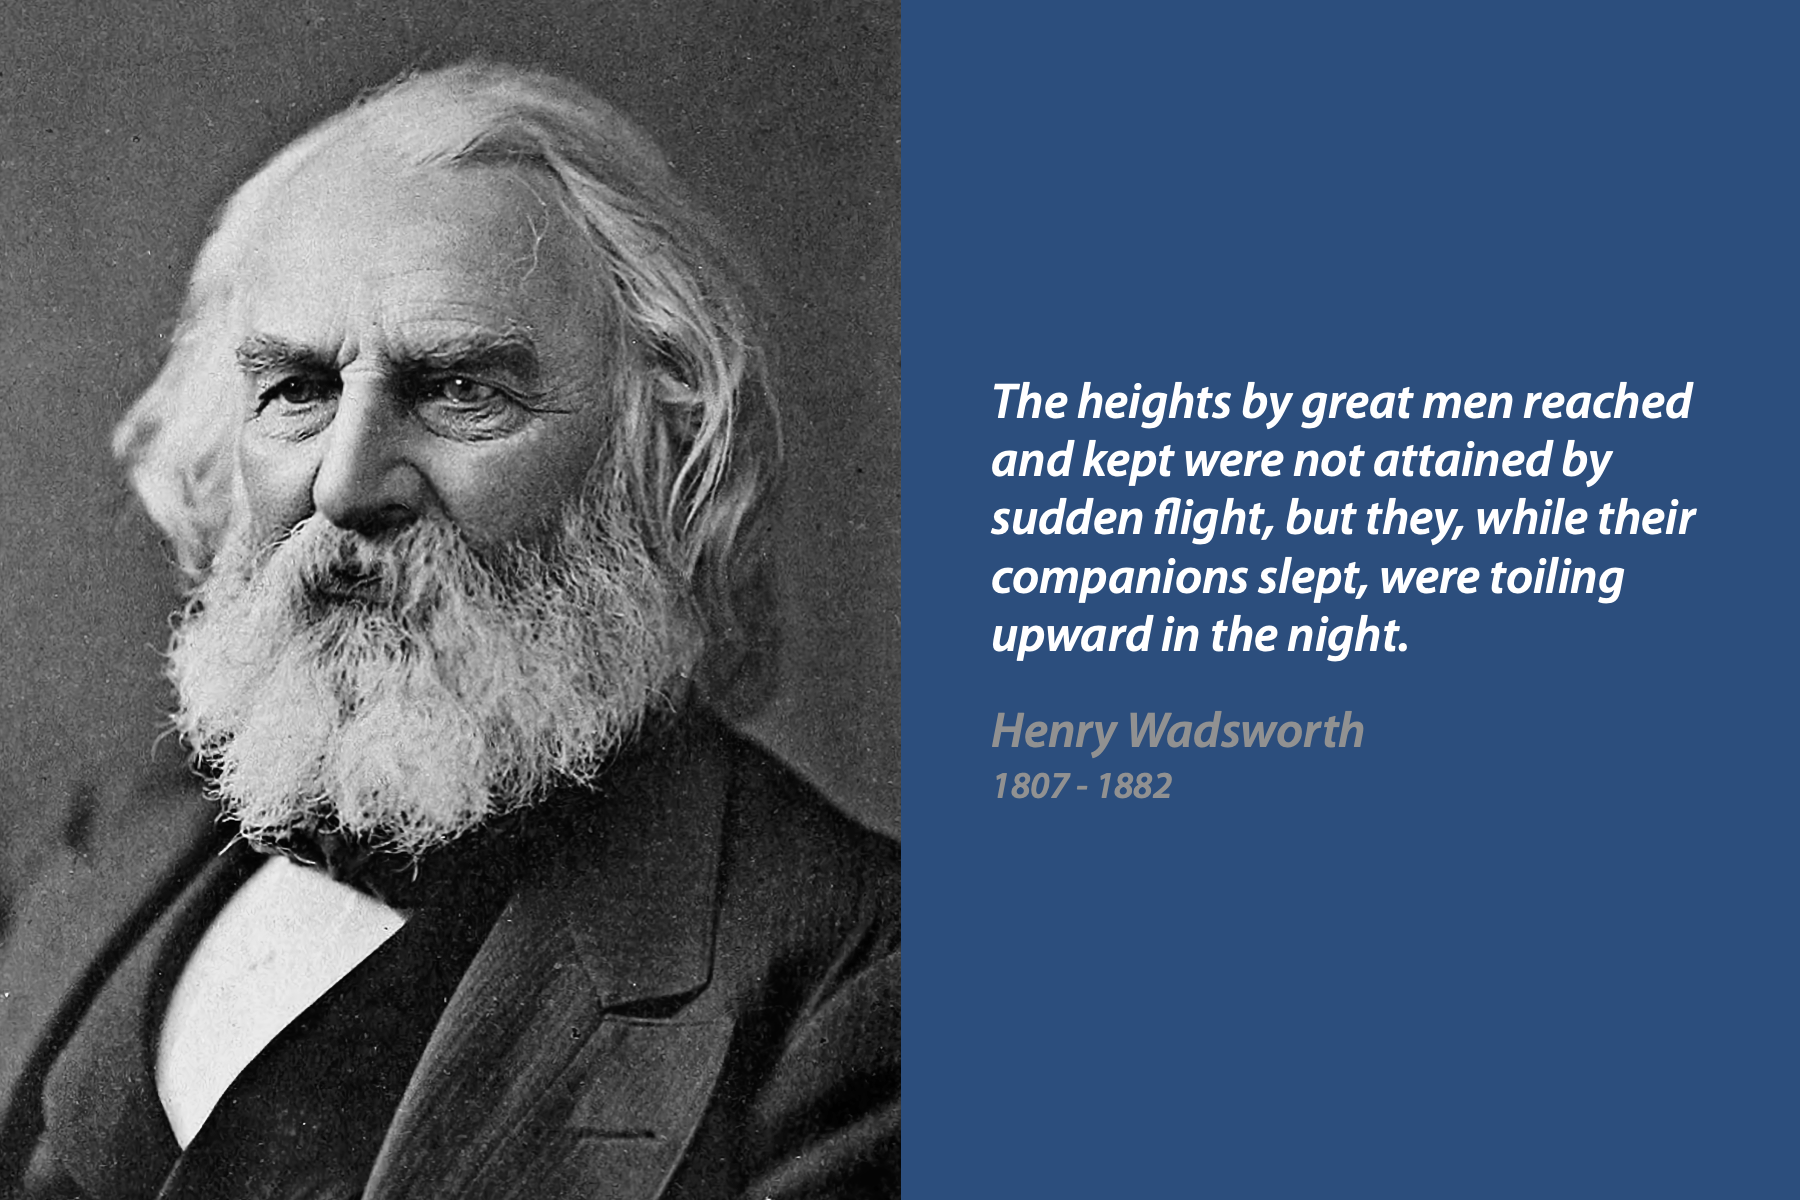 The heights by great men reached
and kept were not attained by
sudden flight, but they, while their
companions slept, were toiling
upward in the night.
Henry Wadsworth
1807 - 1882